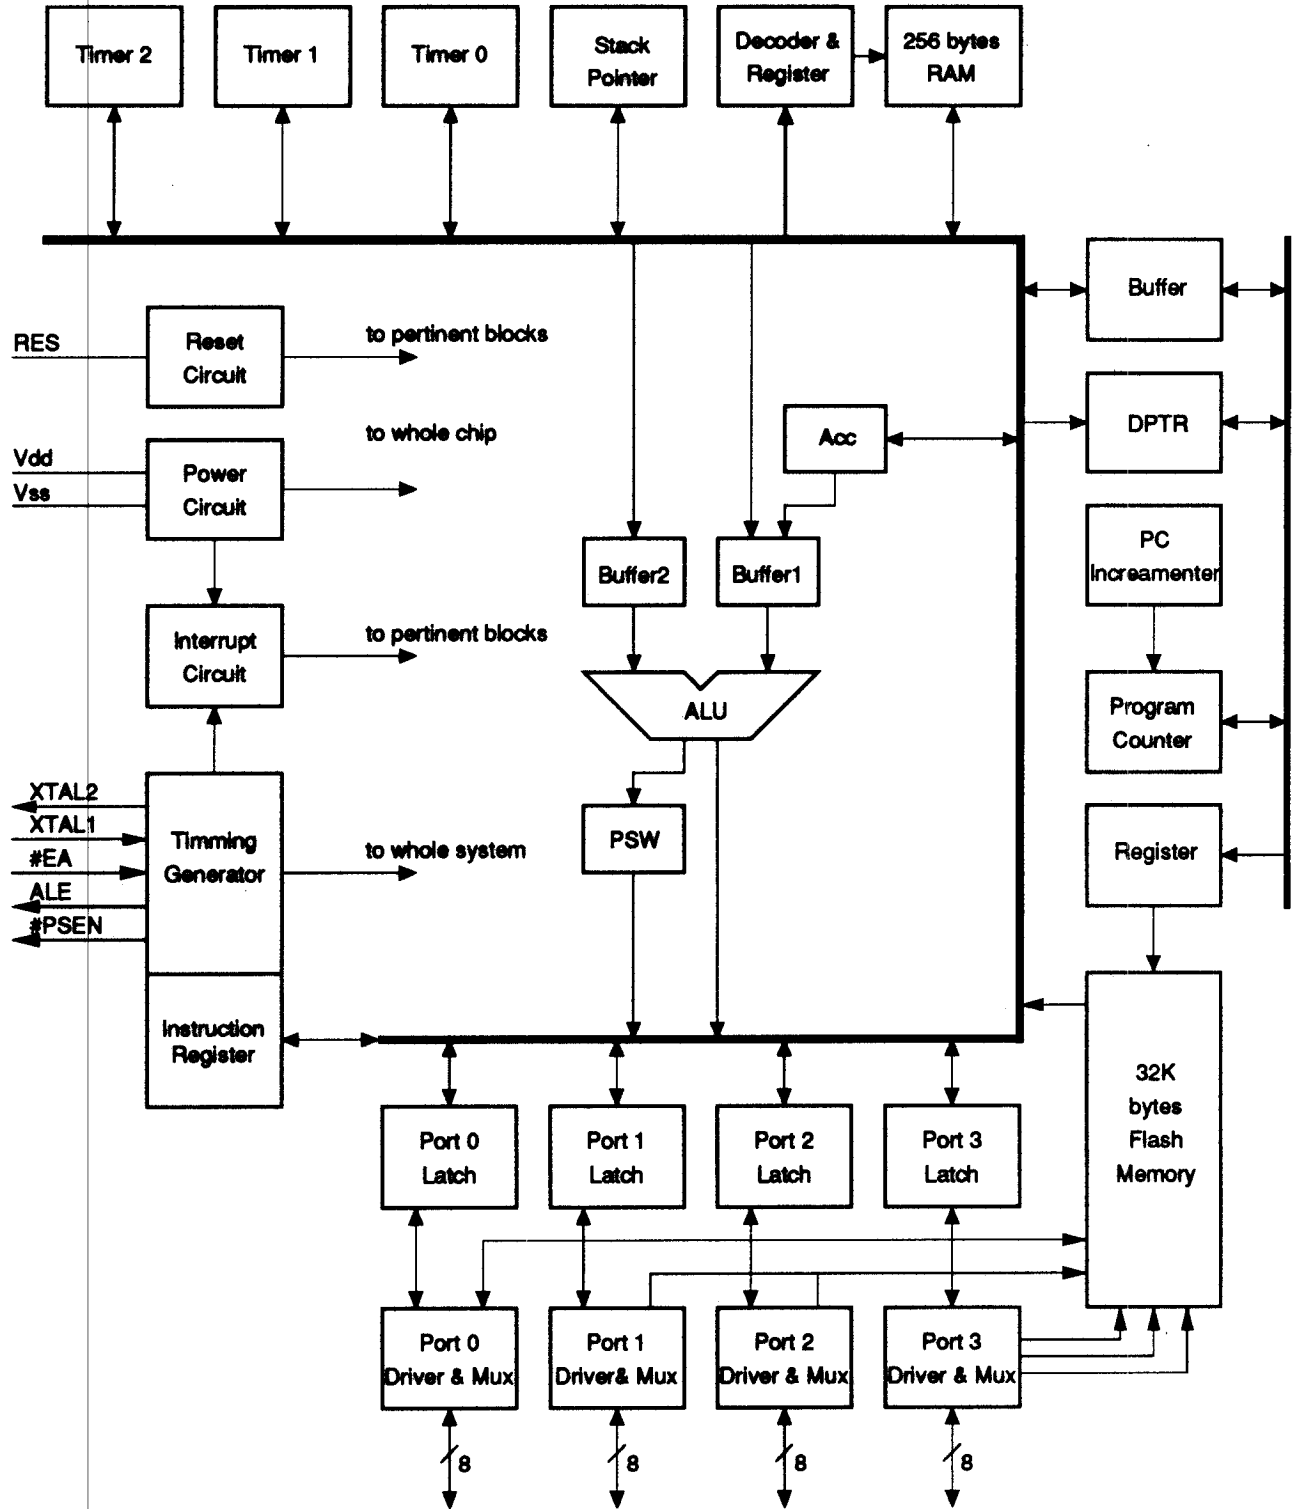 Timer 2
Timer 1
Timer 0
Stack
Pointer
Decoder &
Register
256 bytes
RAM
Buffer
DPTR
PC
Increamenter
Program
Counter
Register
32K
bytes
Flash
Memory
RES
Reset
Circuit
to pertinent blocks
Vdd
Vss
Power
Circuit
to whole chip
Interrupt
Circuit
to pertinent blocks
XTAL2
XTAL1
#EA
ALE
#PSEN
Timming
Generator
to whole system
Instruction
Register
Acc
Buffer2
Buffer1
ALU
PSW
Port 0
Latch
Port 1
Latch
Port 2
Latch
Port 3
Latch
Port 0
Driver & Mux
Port 1
Driver& Mux
Port 2
Driver & Mux
Port 3
Driver & Mux
8
8
8
8